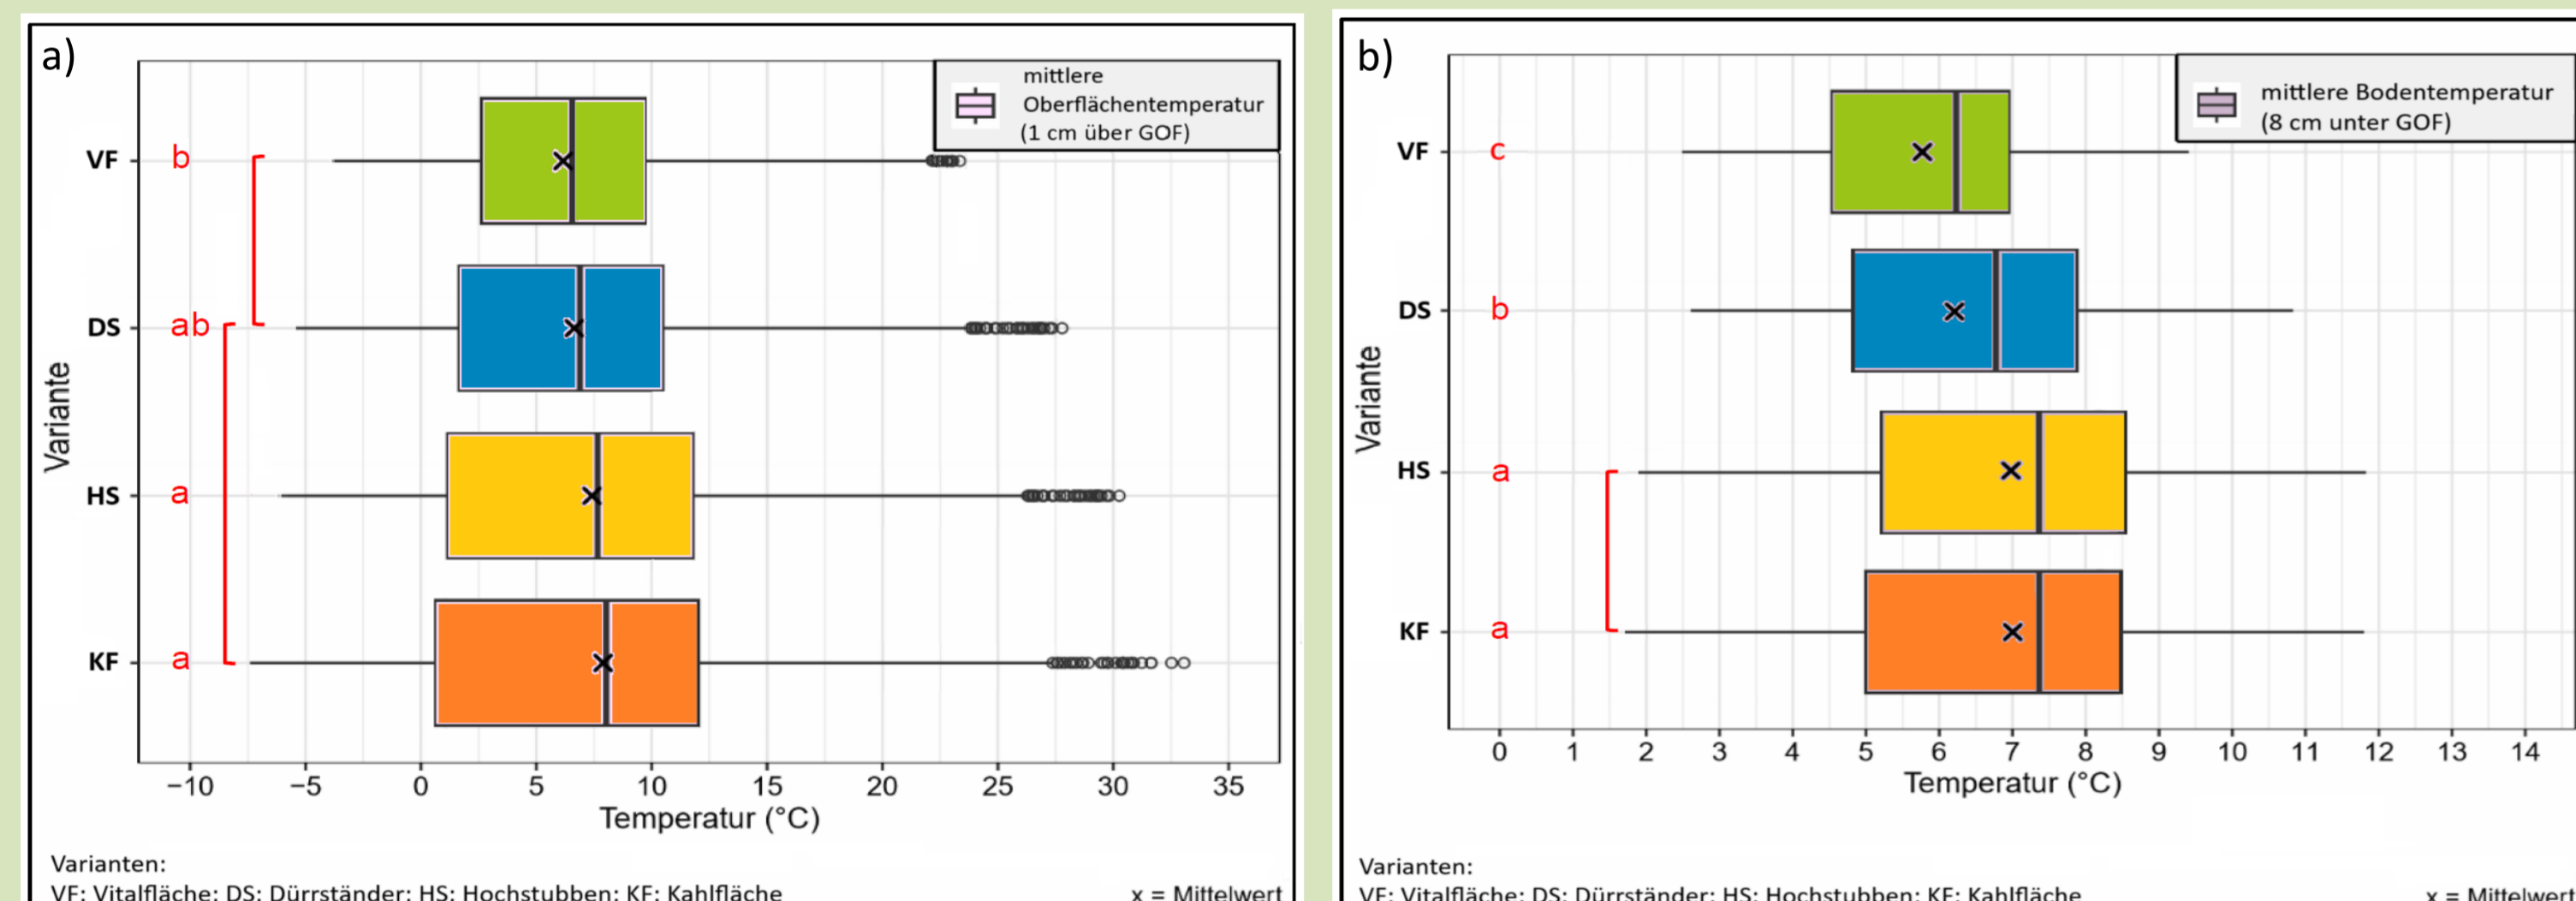 a)
mittlere
Oberflächentemperatur
(1 cm über GOF)
VF b
DS ab
HS a
KF a
Variante
−10 −5 0 5 10 15 20 25 30 35
Temperatur (°C)
Varianten:
VF: Vitalfläche; DS: Dürrständer; HS: Hochstubben; KF: Kahlfläche x = Mittelwert
b)
mittlere Bodentemperatur
(8 cm unter GOF)
VF c
DS b
HS a
KF a
Variante
0 1 2 3 4 5 6 7 8 9 10 11 12 13 14
Temperatur (°C)
Varianten:
VF: Vitalfläche; DS: Dürrständer; HS: Hochstubben; KF: Kahlfläche x = Mittelwert